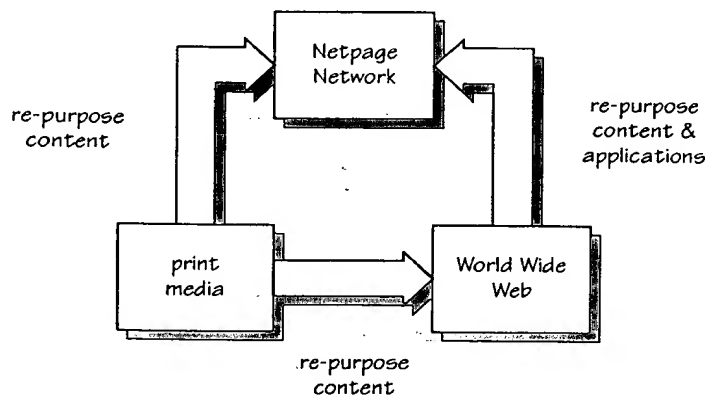 Netpage
Network
re-purpose
content
re-purpose
content &
applications
print
media
World Wide
Web
re-purpose
content